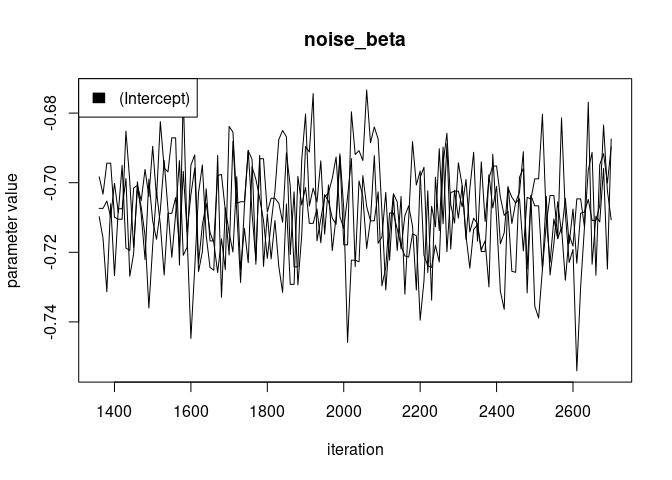 noise_beta
(Intercept)
parameter value
-0.68
-0.70
-0.72
-0.74
1400 1600 1800 2000 2200 2400 2600
iteration